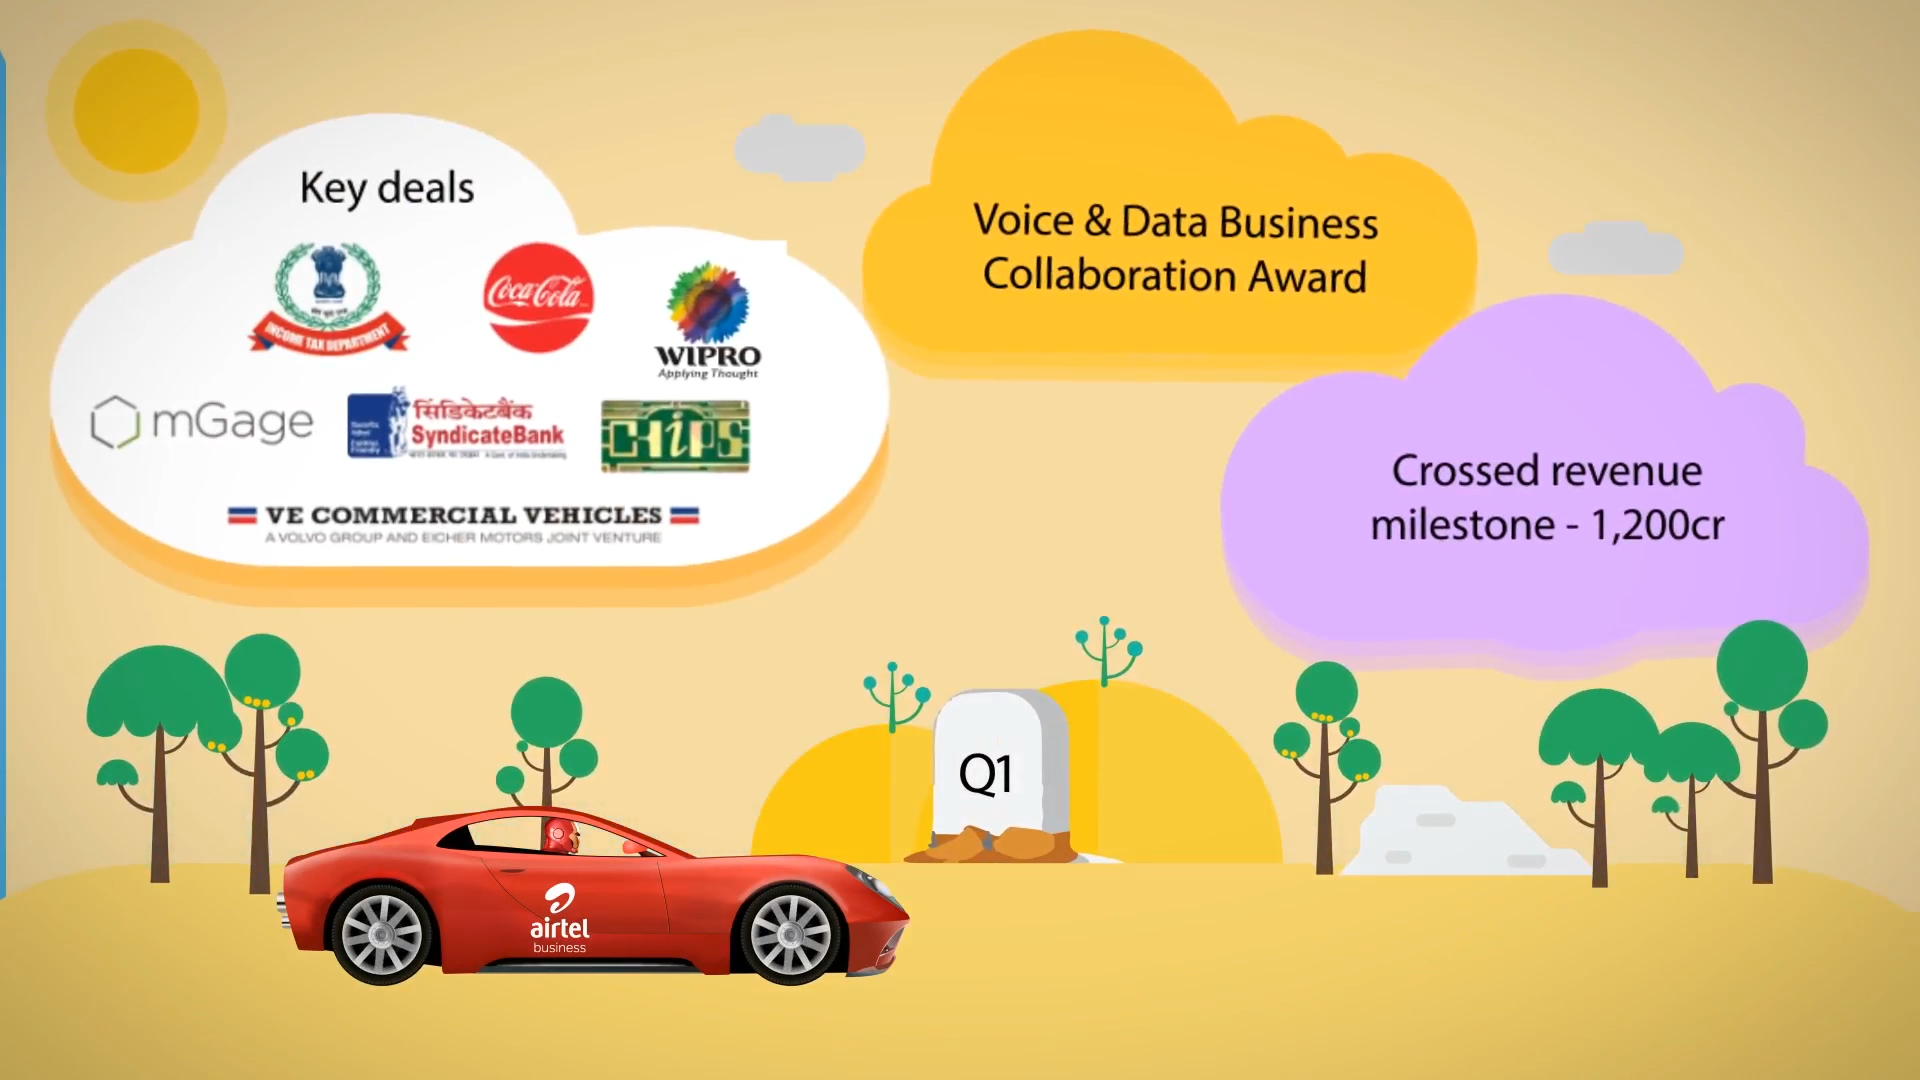 Key deals
INCOME TAX DEPARTMENT
Coca-Cola
WIPRO
Applying Thought
mGage
सिंडिकेटबैंक
SyndicateBank
CHiPS
VE COMMERCIAL VEHICLES
A VOLVO GROUP AND EICHER MOTORS JOINT VENTURE
Voice & Data Business
Collaboration Award
Crossed revenue
milestone - 1,200cr
Q1
airtel
business